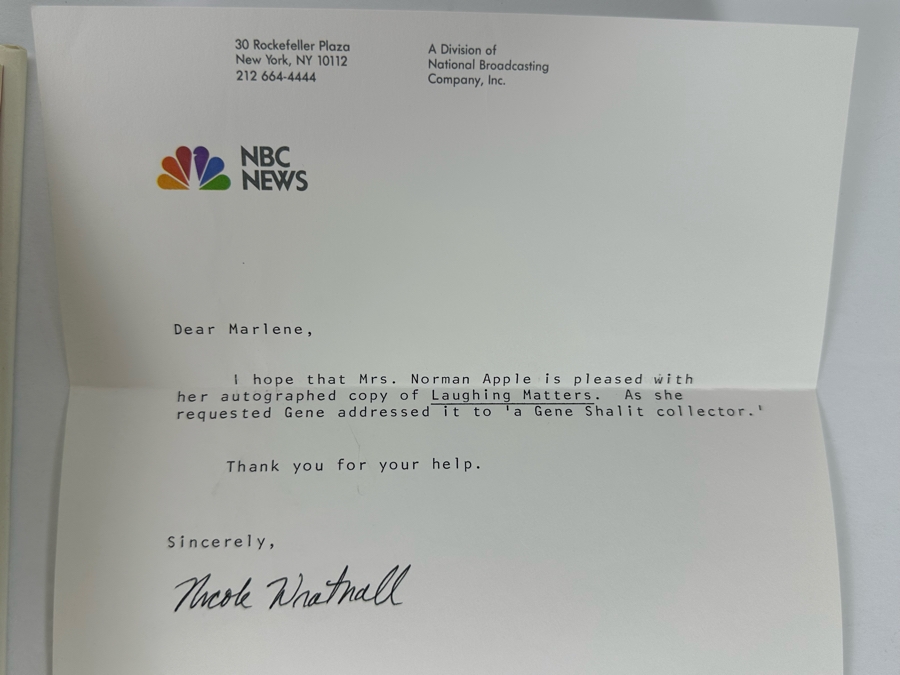 30 Rockefeller Plaza
New York, NY 10112
212 664-4444
A Division of
National Broadcasting
Company, Inc.
NBC
NEWS
Dear Marlene,
I hope that Mrs. Norman Apple is pleased with
her autographed copy of Laughing Matters. As she
requested Gene addressed it to 'a Gene Shalit collector.'
Thank you for your help.
Sincerely,
Nicole